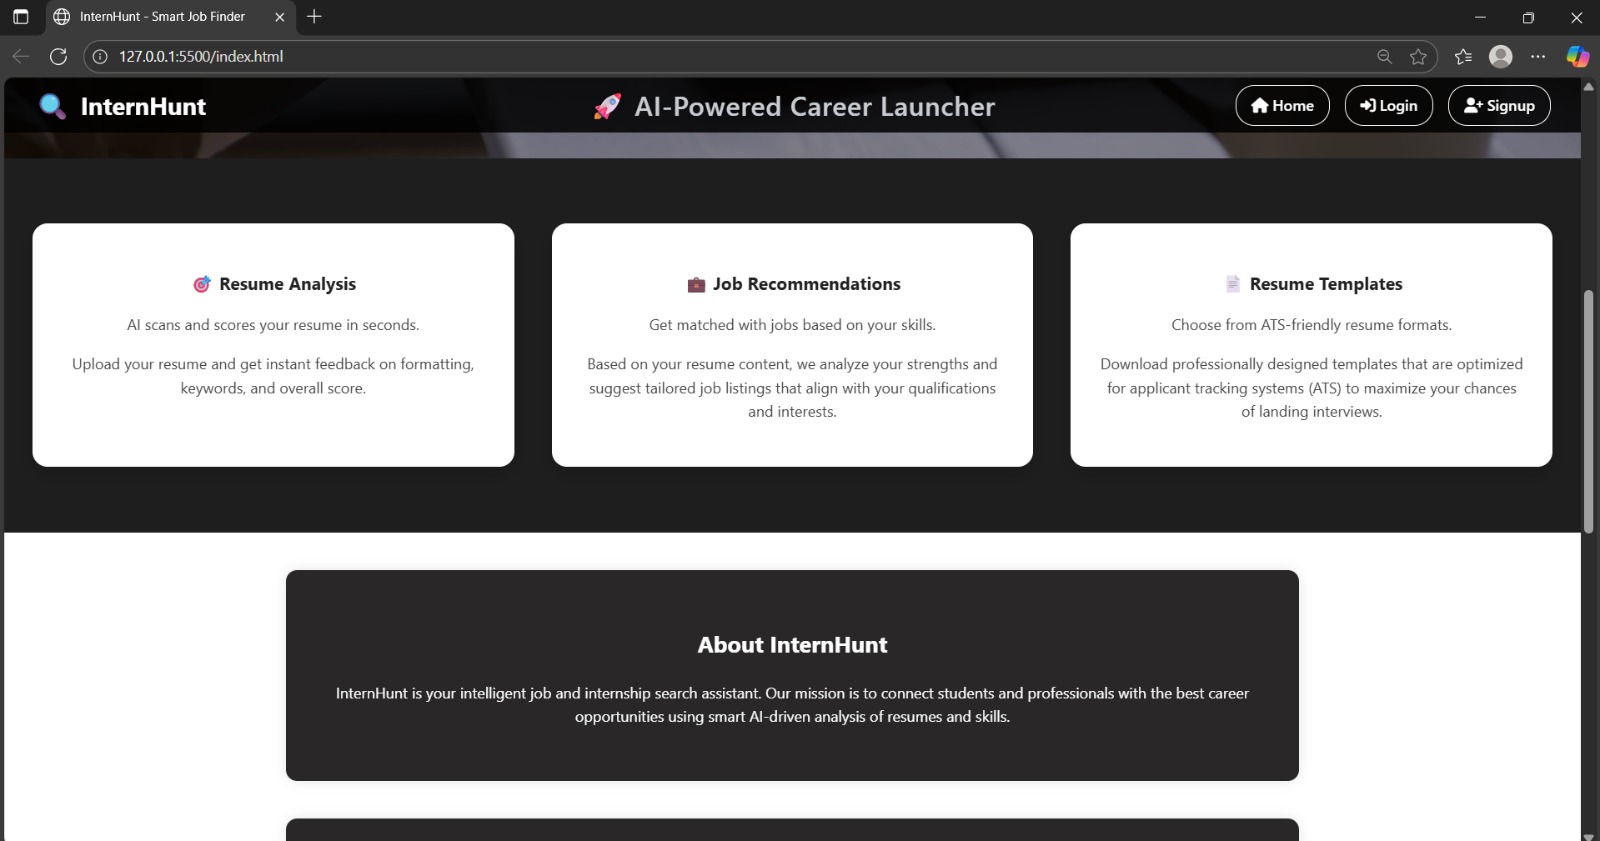 InternHunt - Smart Job Finder
127.0.0.1:5500/index.html
InternHunt
AI-Powered Career Launcher
Home
Login
Signup
Resume Analysis
AI scans and scores your resume in seconds.
Upload your resume and get instant feedback on formatting,
keywords, and overall score.
Job Recommendations
Get matched with jobs based on your skills.
Based on your resume content, we analyze your strengths and
suggest tailored job listings that align with your qualifications
and interests.
Resume Templates
Choose from ATS-friendly resume formats.
Download professionally designed templates that are optimized
for applicant tracking systems (ATS) to maximize your chances
of landing interviews.
About InternHunt
InternHunt is your intelligent job and internship search assistant. Our mission is to connect students and professionals with the best career
opportunities using smart AI-driven analysis of resumes and skills.